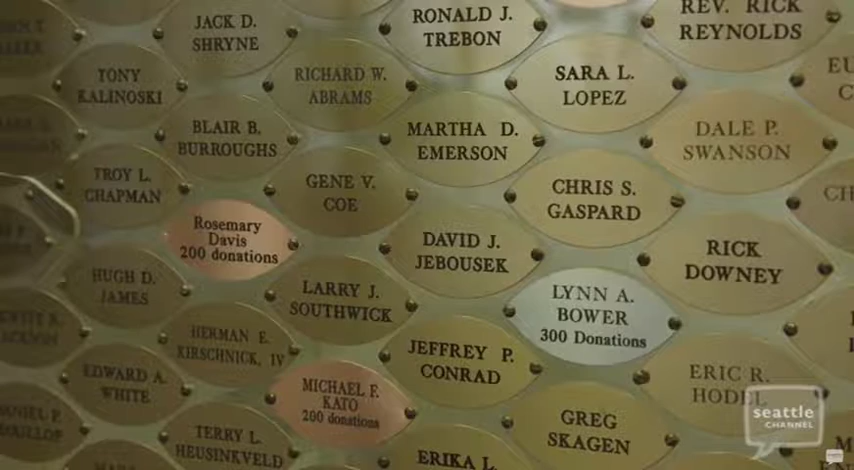 JACK D.
SHRYNE
TONY
KALINOSKI
BLAIR B.
BURROUGHS
TROY L.
CHAPMAN
Rosemary
Davis
200 donations
HUGH D.
JAMES
HERMAN E.
KIRSCHNICK, IV
EDWARD A.
WHITE
TERRY L.
HEUSINKVELD
RICHARD W.
ABRAMS
GENE V.
COE
LARRY J.
SOUTHWICK
MICHAEL F.
KATO
200 donations
RONALD J.
TREBON
MARTHA D.
EMERSON
DAVID J.
JEBOUSEK
JEFFREY P.
CONRAD
ERIKA L.
SARA L.
LOPEZ
CHRIS S.
GASPARD
LYNN A.
BOWER
300 Donations
GREG
SKAGEN
REV. RICK
REYNOLDS
DALE P.
SWANSON
RICK
DOWNEY
ERIC R.
HODEL
seattle
CHANNEL